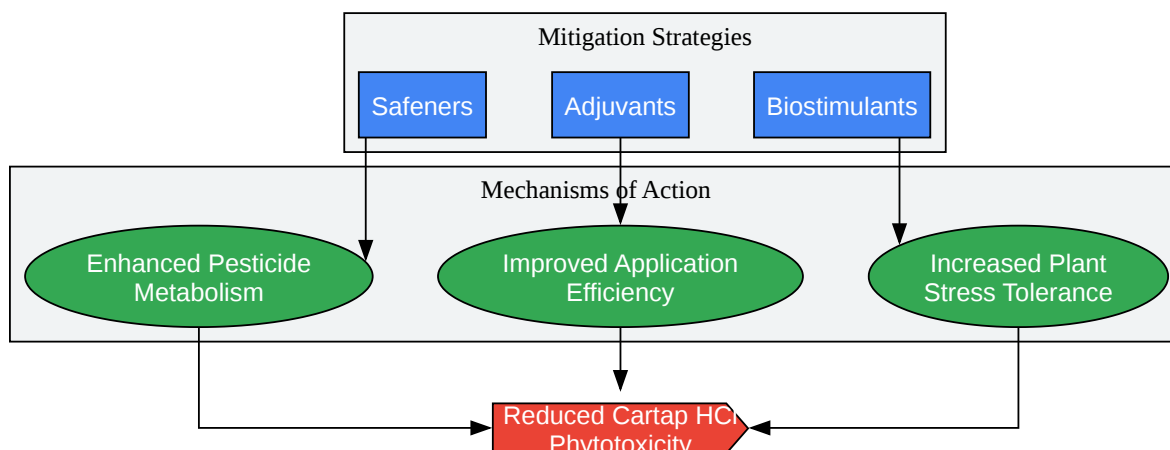 Mitigation Strategies
Safeners
Adjuvants
Biostimulants
Mechanisms of Action
Enhanced Pesticide
Metabolism
Improved Application
Efficiency
Increased Plant
Stress Tolerance
Reduced Cartap HCl
Phytotoxicity